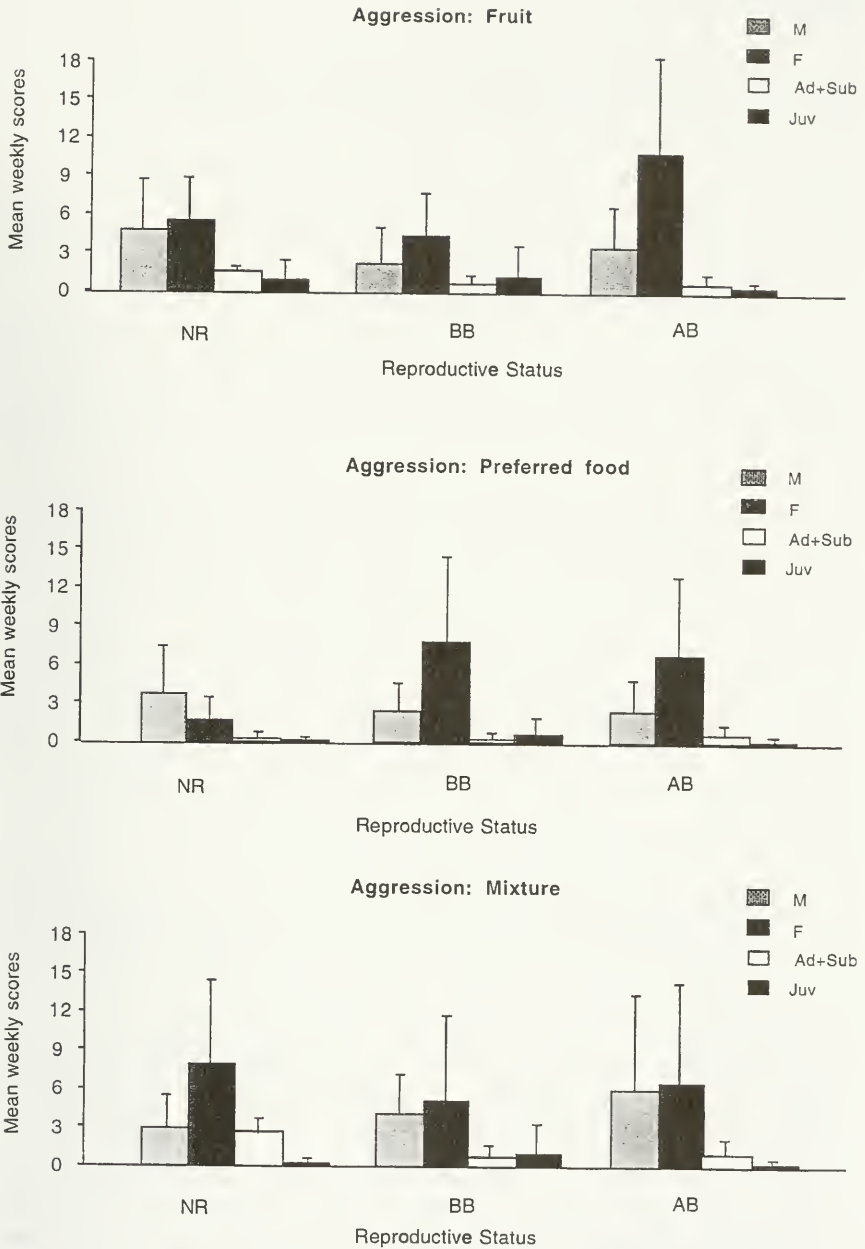 Aggression: Fruit
M
F
Ad+Sub
Juv
Mean weekly scores
18
15
12
9
6
3
0
NR BB AB
Reproductive Status
Aggression: Preferred food
M
F
Ad+Sub
Juv
Mean weekly scores
18
15
12
9
6
3
0
NR BB AB
Reproductive Status
Aggression: Mixture
M
F
Ad+Sub
Juv
Mean weekly scores
18
15
12
9
6
3
0
NR BB AB
Reproductive Status